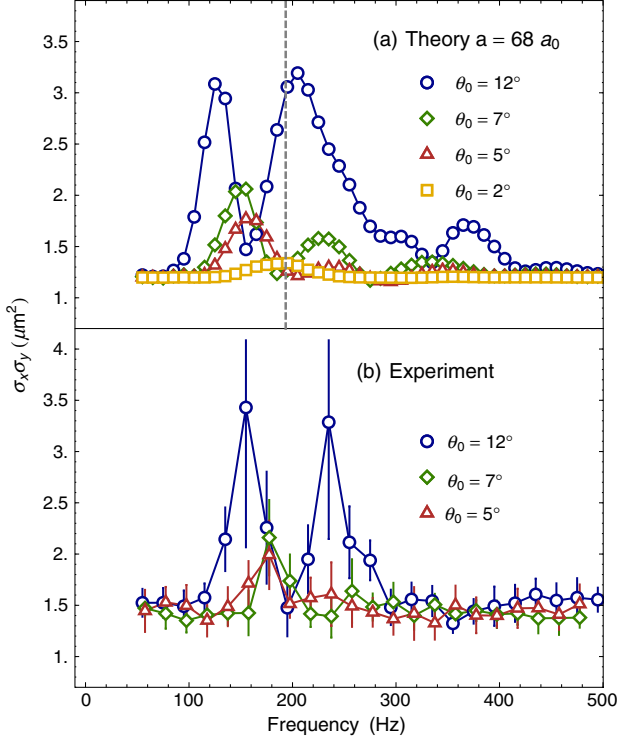 (a) Theory a = 68 a₀
θ₀ = 12°
θ₀ = 7°
θ₀ = 5°
θ₀ = 2°
3.5
3.
2.5
2.
1.5
1.
σₓσᵧ (μm²)
(b) Experiment
θ₀ = 12°
θ₀ = 7°
θ₀ = 5°
4.
3.5
3.
2.5
2.
1.5
1.
0 100 200 300 400 500
Frequency (Hz)